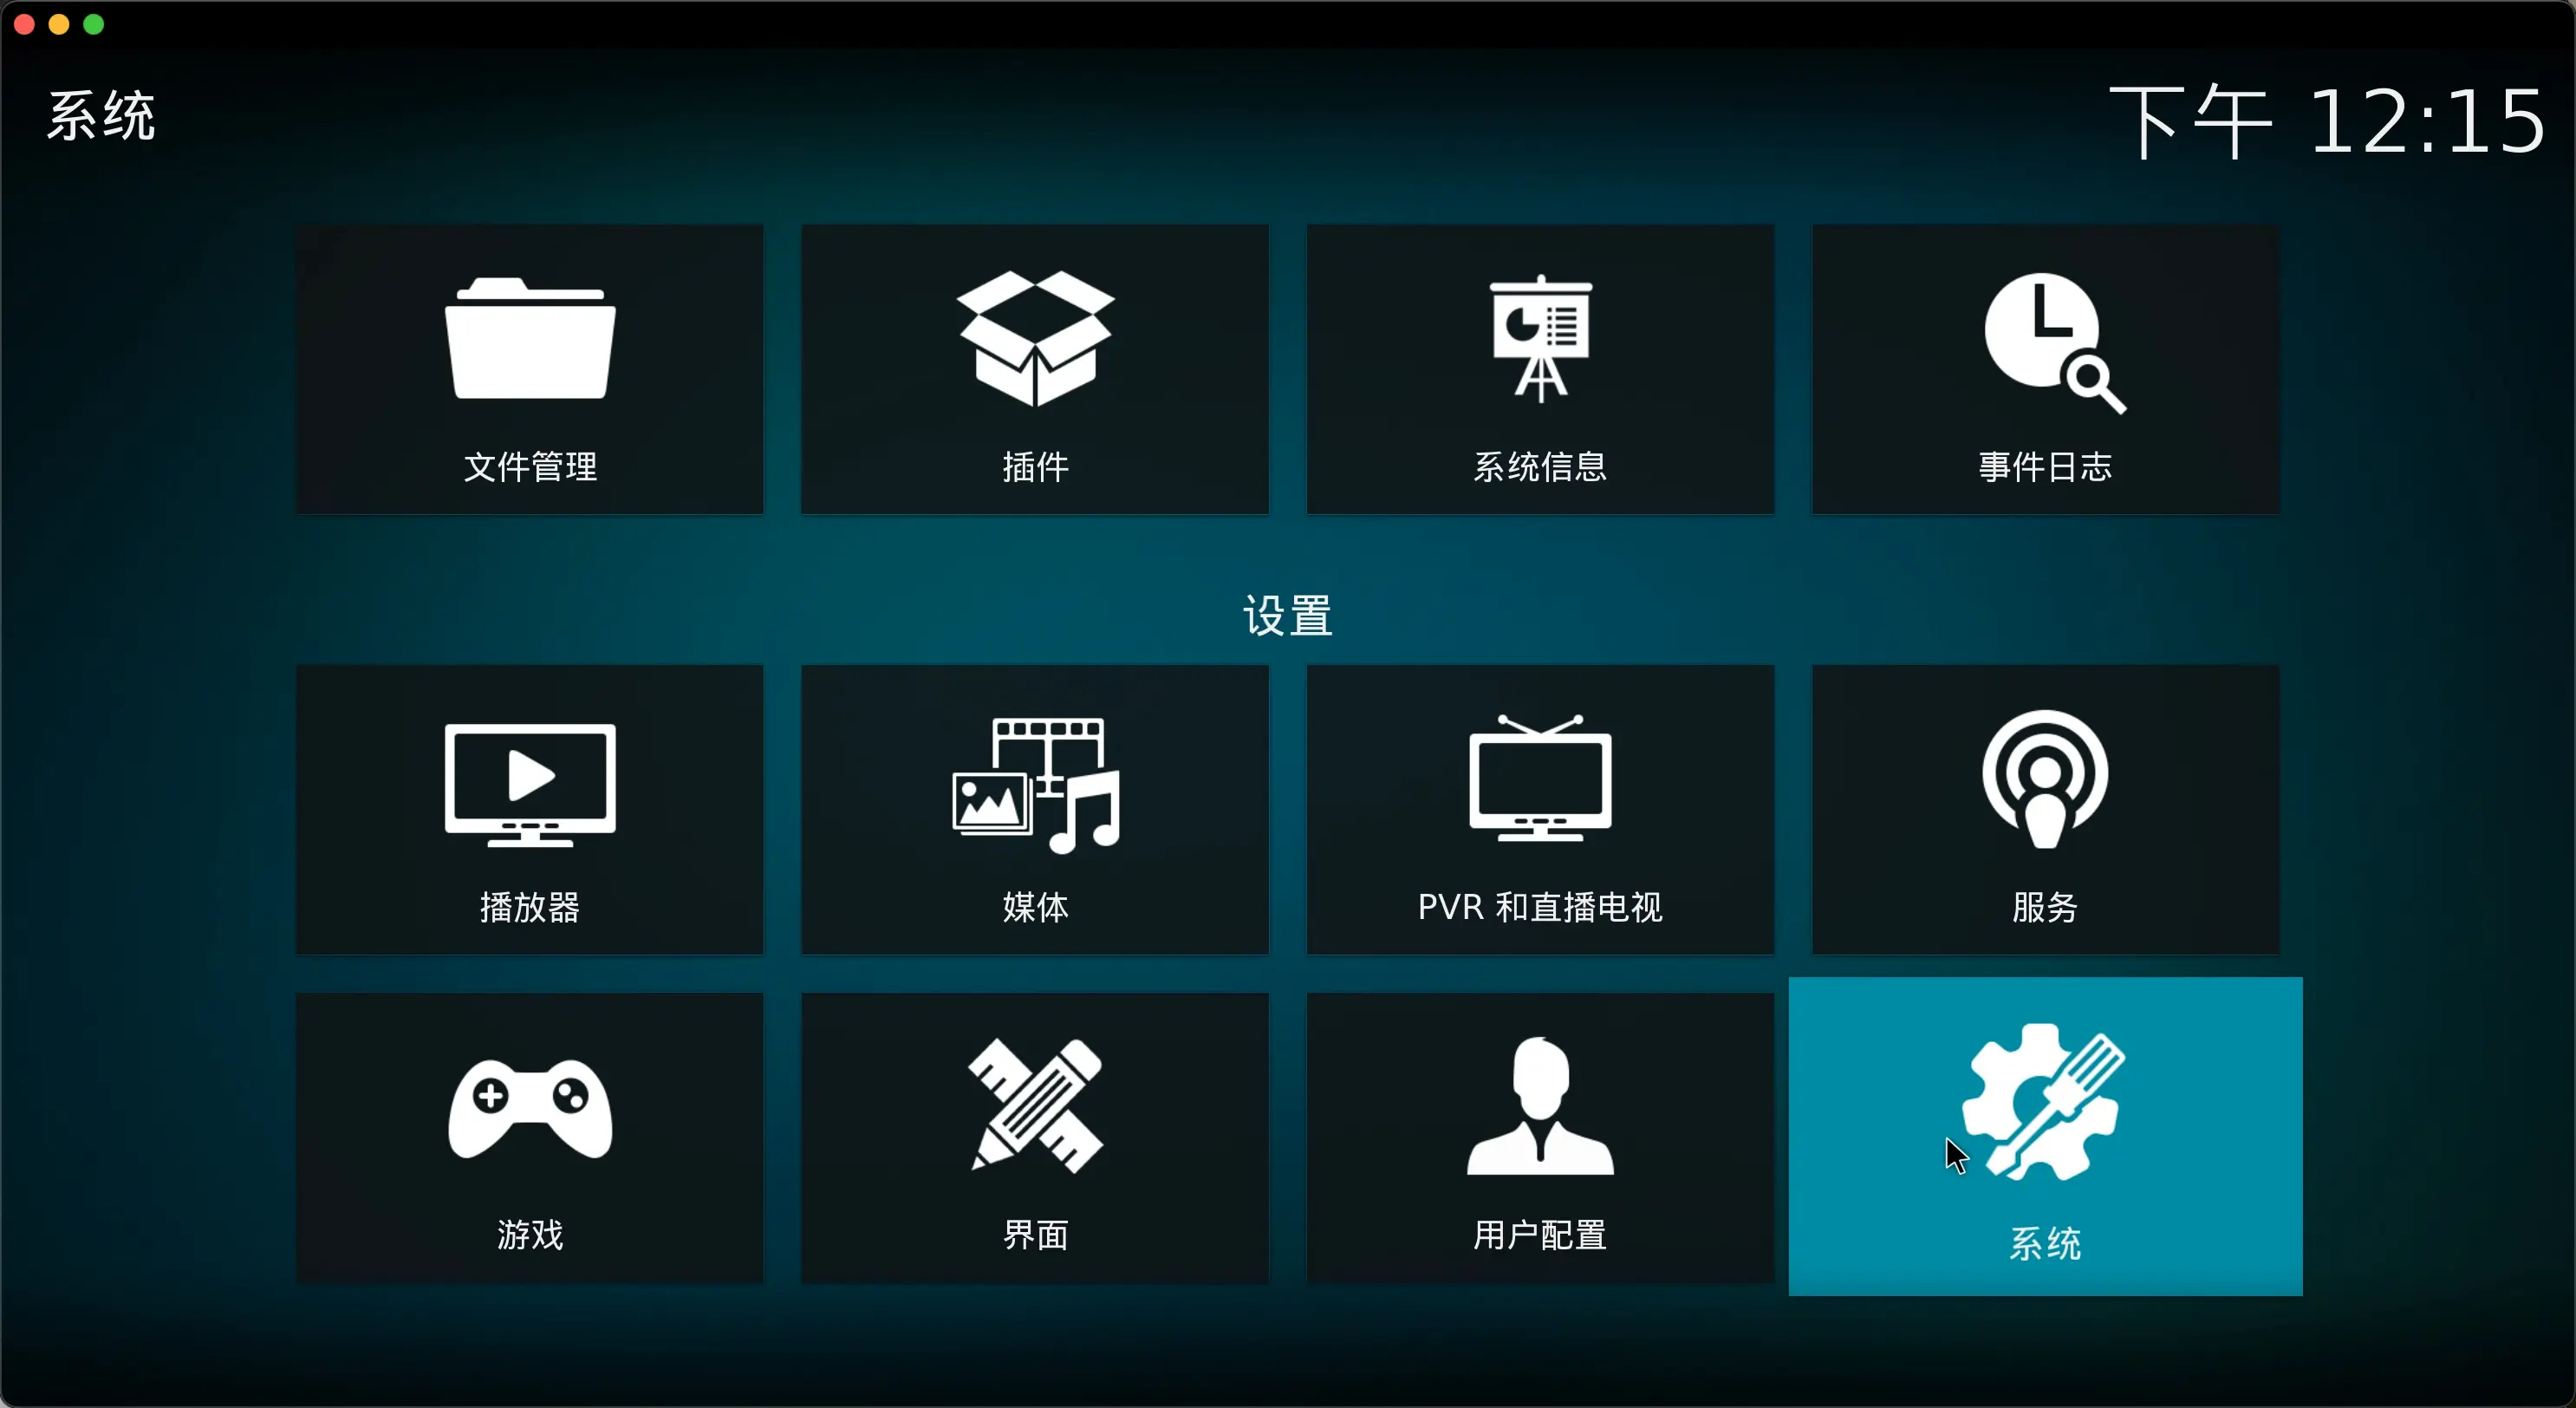 系统
下午 12:15
文件管理
插件
系统信息
事件日志
设置
播放器
媒体
PVR 和直播电视
服务
游戏
界面
用户配置
系统